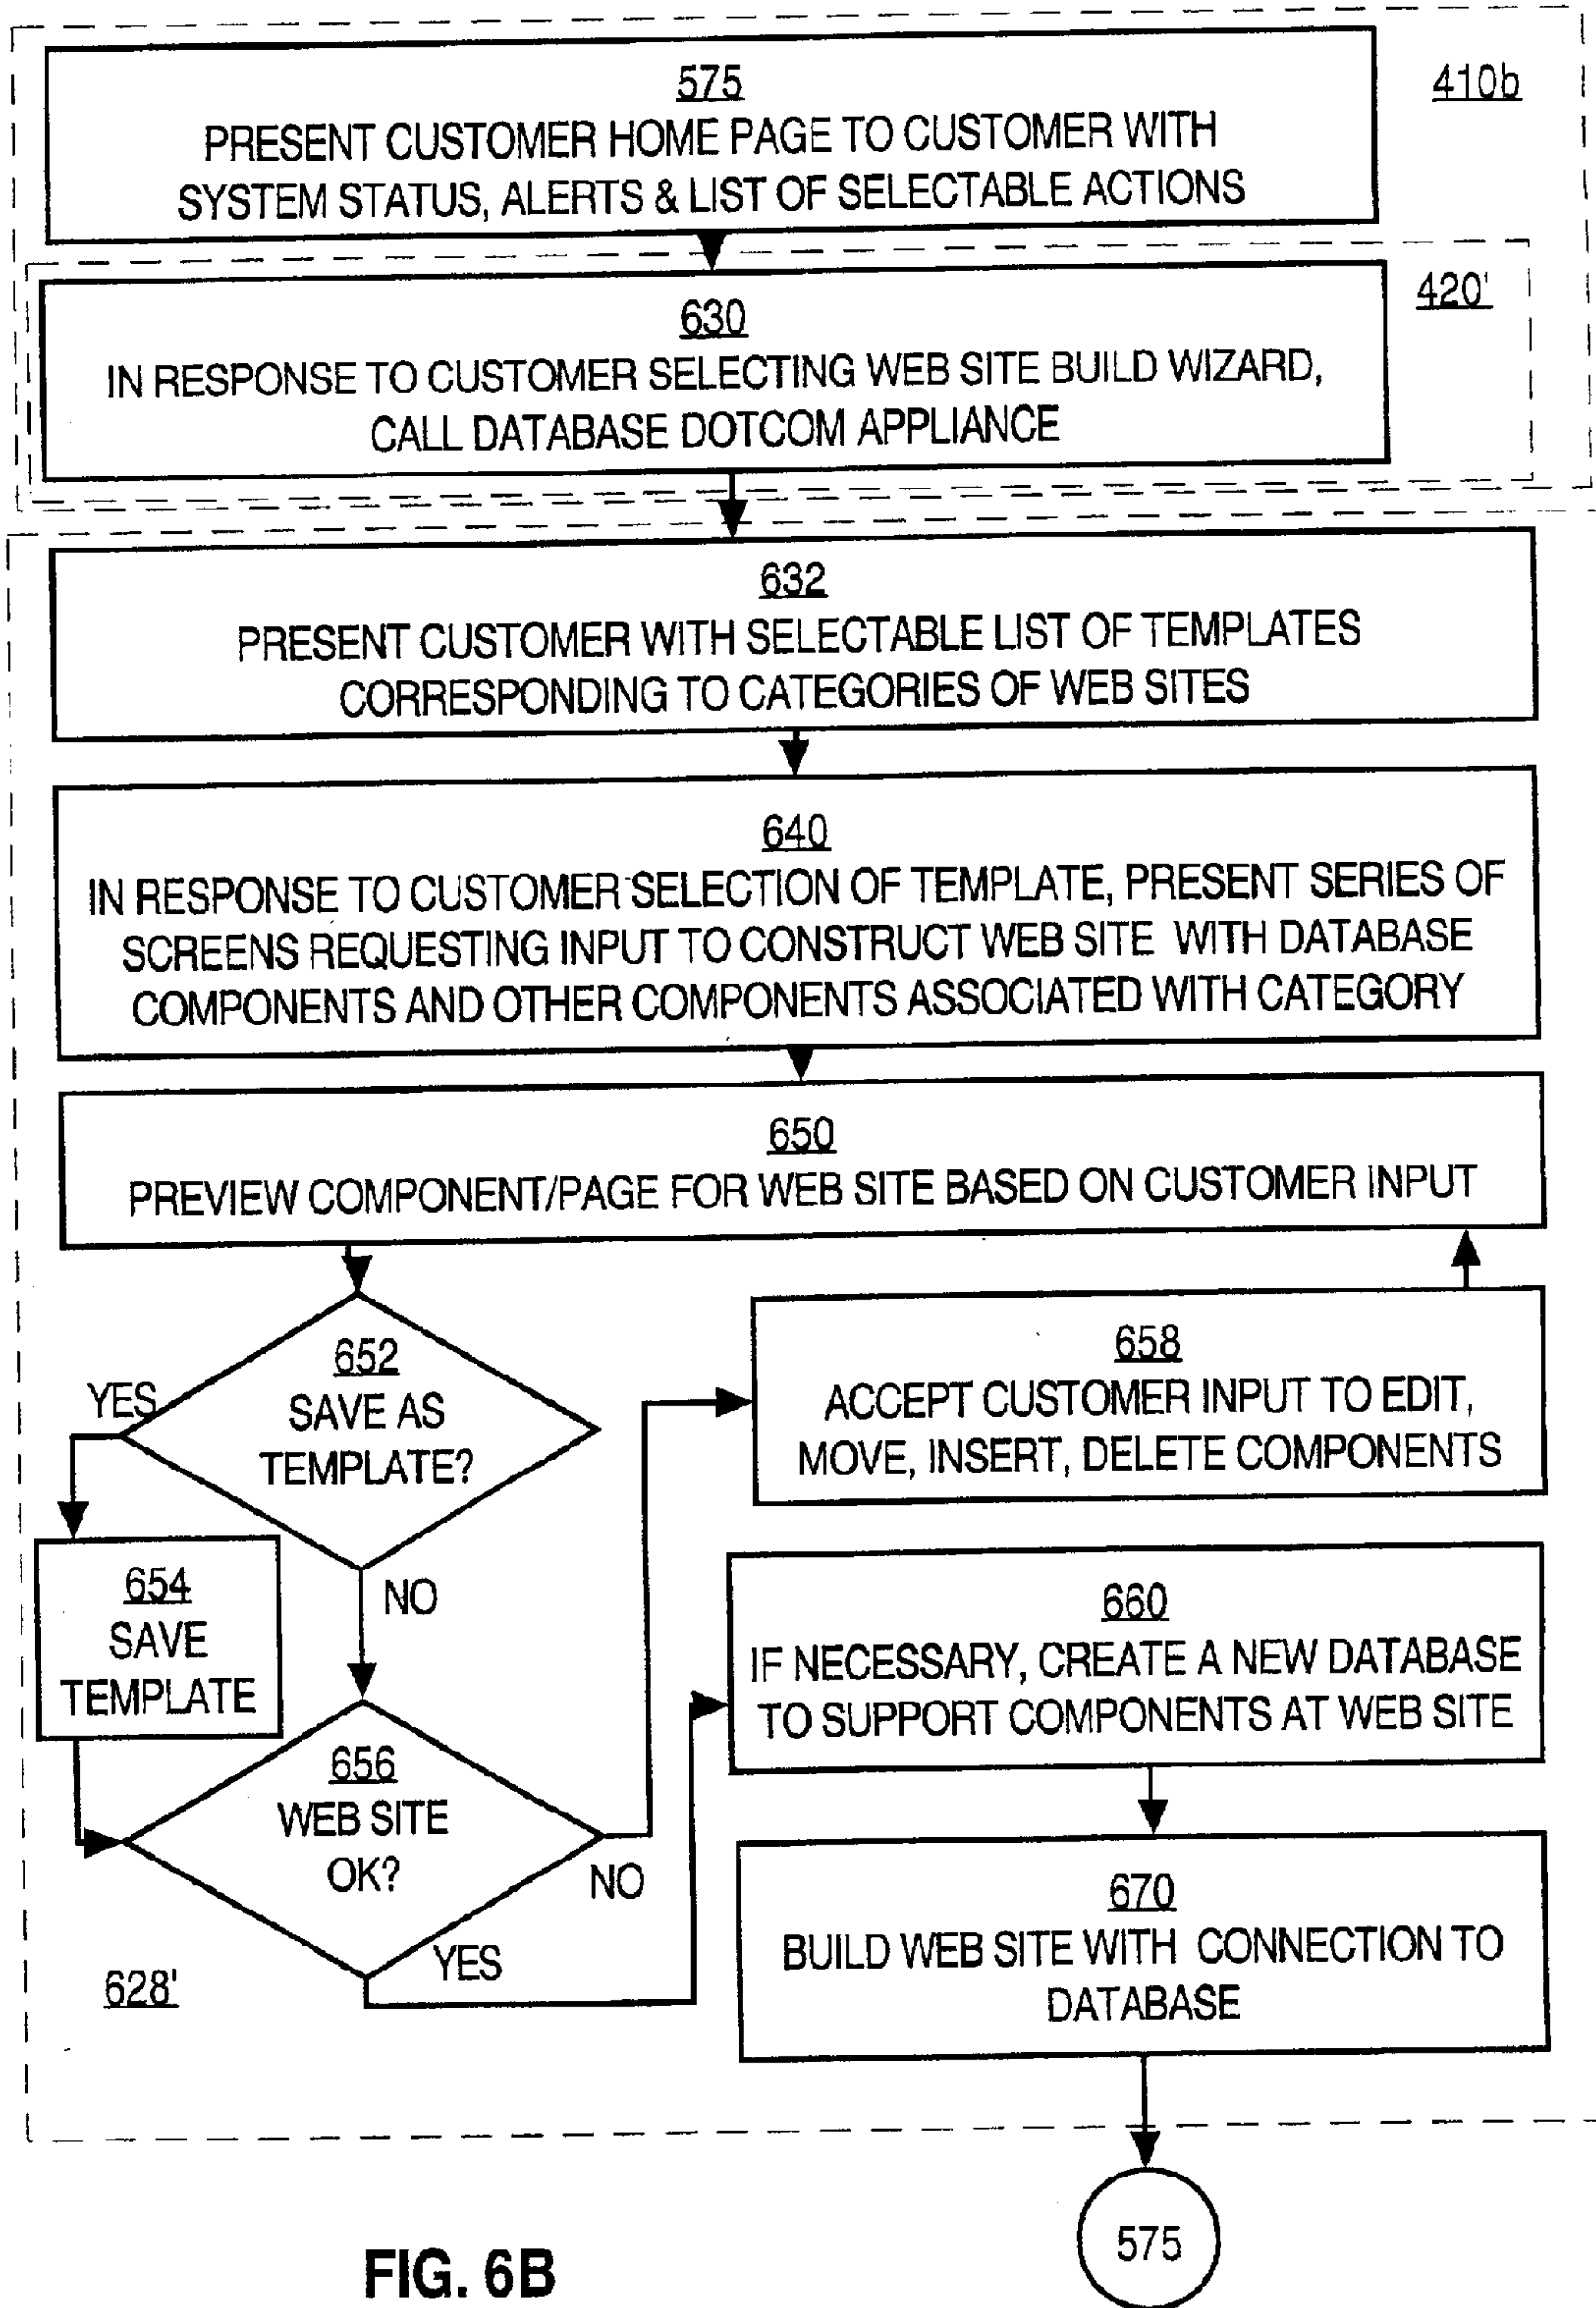 575
410b
PRESENT CUSTOMER HOME PAGE TO CUSTOMER WITH
SYSTEM STATUS, ALERTS & LIST OF SELECTABLE ACTIONS
420'
630
IN RESPONSE TO CUSTOMER SELECTING WEB SITE BUILD WIZARD,
CALL DATABASE DOTCOM APPLIANCE
632
PRESENT CUSTOMER WITH SELECTABLE LIST OF TEMPLATES
CORRESPONDING TO CATEGORIES OF WEB SITES
640
IN RESPONSE TO CUSTOMER SELECTION OF TEMPLATE, PRESENT SERIES OF
SCREENS REQUESTING INPUT TO CONSTRUCT WEB SITE WITH DATABASE
COMPONENTS AND OTHER COMPONENTS ASSOCIATED WITH CATEGORY
650
PREVIEW COMPONENT/PAGE FOR WEB SITE BASED ON CUSTOMER INPUT
652
SAVE AS
TEMPLATE?
YES
NO
654
SAVE
TEMPLATE
656
WEB SITE
OK?
NO
YES
658
ACCEPT CUSTOMER INPUT TO EDIT,
MOVE, INSERT, DELETE COMPONENTS
660
IF NECESSARY, CREATE A NEW DATABASE
TO SUPPORT COMPONENTS AT WEB SITE
670
BUILD WEB SITE WITH CONNECTION TO
DATABASE
628'
575
FIG. 6B